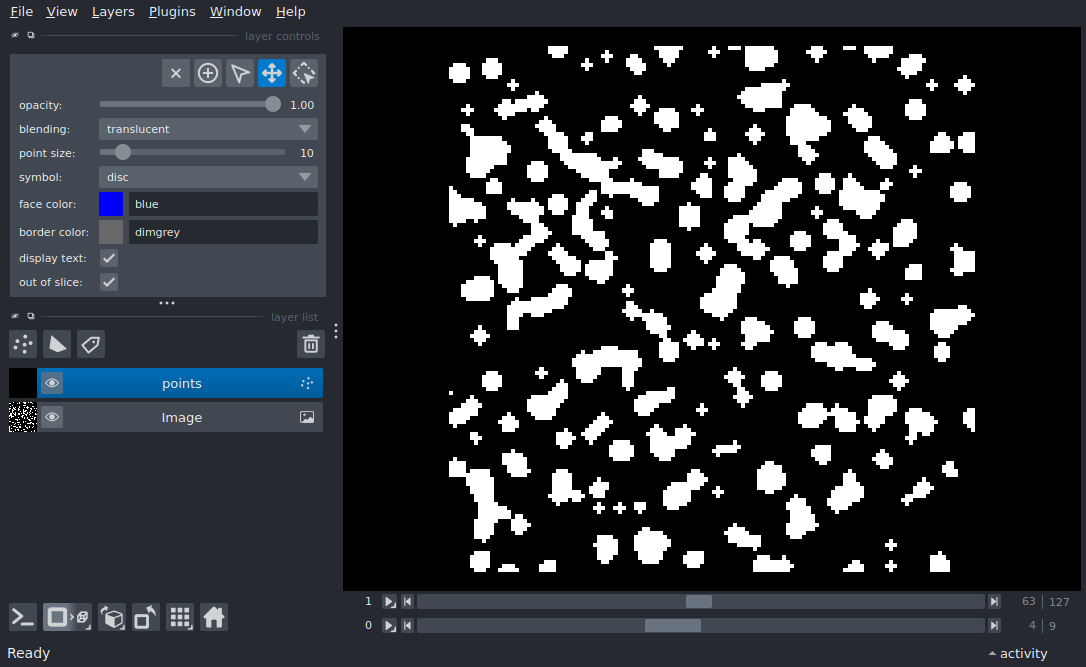 File View Layers Plugins Window Help
layer controls
opacity: 1.00
blending: translucent
point size: 10
symbol: disc
face color: blue
border color: dimgrey
display text:
out of slice:
layer list
points
Image
1 63 127
0 4 9
Ready activity